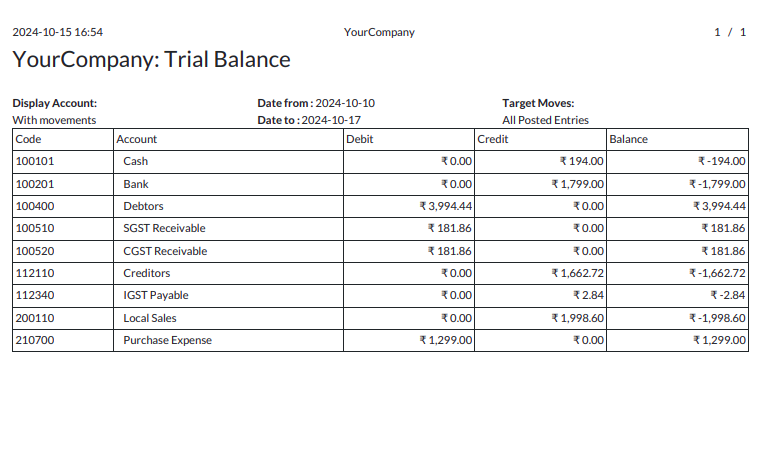 2024-10-15 16:54 YourCompany 1 / 1
YourCompany: Trial Balance
Display Account: Date from : 2024-10-10 Target Moves:
With movements Date to : 2024-10-17 All Posted Entries
Code Account Debit Credit Balance
100101 Cash ₹ 0.00 ₹ 194.00 ₹ -194.00
100201 Bank ₹ 0.00 ₹ 1,799.00 ₹ -1,799.00
100400 Debtors ₹ 3,994.44 ₹ 0.00 ₹ 3,994.44
100510 SGST Receivable ₹ 181.86 ₹ 0.00 ₹ 181.86
100520 CGST Receivable ₹ 181.86 ₹ 0.00 ₹ 181.86
112110 Creditors ₹ 0.00 ₹ 1,662.72 ₹ -1,662.72
112340 IGST Payable ₹ 0.00 ₹ 2.84 ₹ -2.84
200110 Local Sales ₹ 0.00 ₹ 1,998.60 ₹ -1,998.60
210700 Purchase Expense ₹ 1,299.00 ₹ 0.00 ₹ 1,299.00